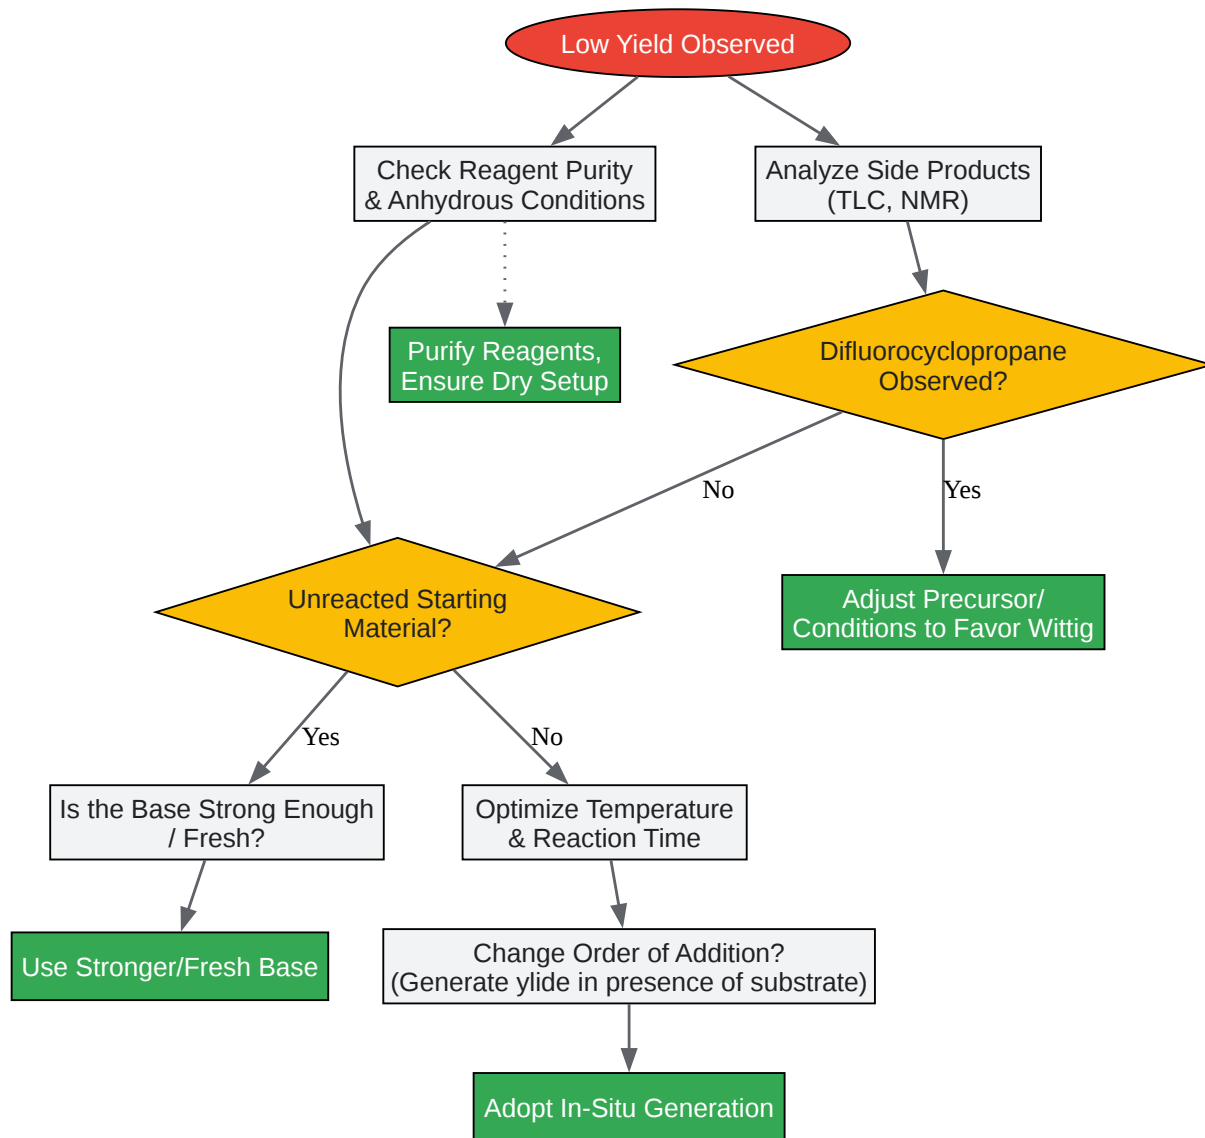 Low Yield Observed
Check Reagent Purity
& Anhydrous Conditions
Analyze Side Products
(TLC, NMR)
Purify Reagents,
Ensure Dry Setup
Difluorocyclopropane
Observed?
No
Yes
Unreacted Starting
Material?
Adjust Precursor/
Conditions to Favor Wittig
Yes
No
Is the Base Strong Enough
/ Fresh?
Optimize Temperature
& Reaction Time
Use Stronger/Fresh Base
Change Order of Addition?
(Generate ylide in presence of substrate)
Adopt In-Situ Generation